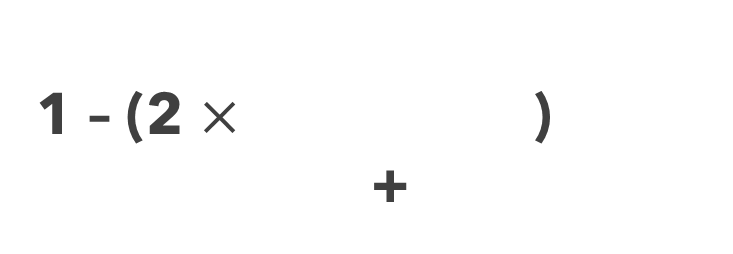 1 - (2 × )
+